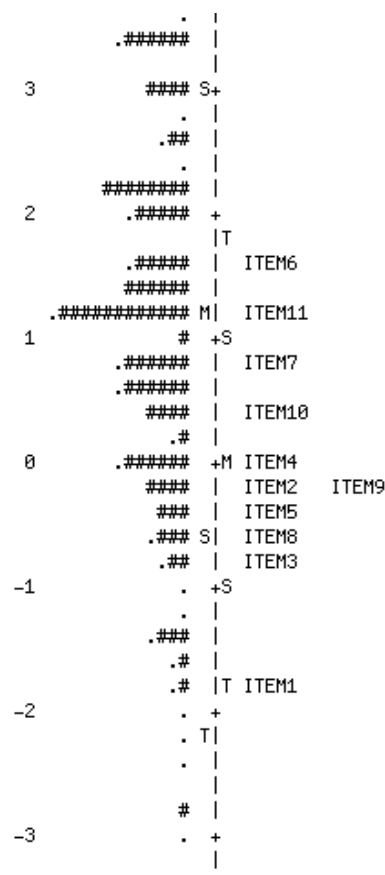 . |
.###### |
|
3 #### S+
. |
.## |
. |
######## |
2 .##### +
|T
.##### | ITEM6
###### |
.############ M| ITEM11
1 # +S
.###### | ITEM7
.###### |
#### | ITEM10
.# |
0 .###### +M ITEM4
#### | ITEM2 ITEM9
### | ITEM5
.### S| ITEM8
.## | ITEM3
-1 . +S
. |
.### |
.# |
.# |T ITEM1
-2 . +
. T|
. |
|
# |
-3 . +
|